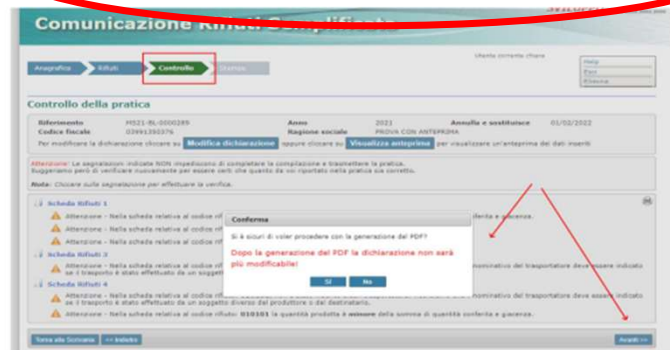 Comunicazione Rifiuti Semplificata
Utente corrente chiara
Anagrafica Rifiuti Controllo Stampa
Help
Esci
Controllo della pratica
Riferimento MS21-BL-0000289 Anno 2021 Annulla e sostituisce 01/02/2022
Codice fiscale 03991350376 Ragione sociale PROVA CON ANTEPRIMA
Per modificare la dichiarazione cliccare su Modifica dichiarazione oppure cliccare su Visualizza anteprima per visualizzare un'anteprima dei dati inseriti
Attenzione: Le segnalazioni indicate NON impediscono di completare la compilazione e trasmettere la pratica.
Suggeriamo però di verificare nuovamente per essere certi che quanto da voi riportato nella pratica sia corretto.
Nota: Cliccare sulla segnalazione per effettuare la verifica.
Scheda Rifiuti 1
Attenzione - Nella scheda relativa al codice rif
conferita e giacenza.
Attenzione - Nella scheda relativa al codice rif
Attenzione - Nella scheda relativa al codice rif
Conferma
Si è sicuri di voler procedere con la generazione del PDF?
Dopo la generazione del PDF la dichiarazione non sarà
più modificabile!
Si No
Scheda Rifiuti 3
Attenzione - Nella scheda relativa al codice rif
nominativo del trasportatore deve essere indicato
se il trasporto è stato effettuato da un soggett
Scheda Rifiuti 4
Attenzione - Nella scheda relativa al codice
nominativo del trasportatore deve essere indicato
se il trasporto è stato effettuato da un soggetto diverso dal produttore o dal destinatario.
Attenzione - Nella scheda relativa al codice rifiuto: 010101 la quantità prodotta è minore della somma di quantità conferita e giacenza.
Torna alla Scrivania << Indietro Avanti >>